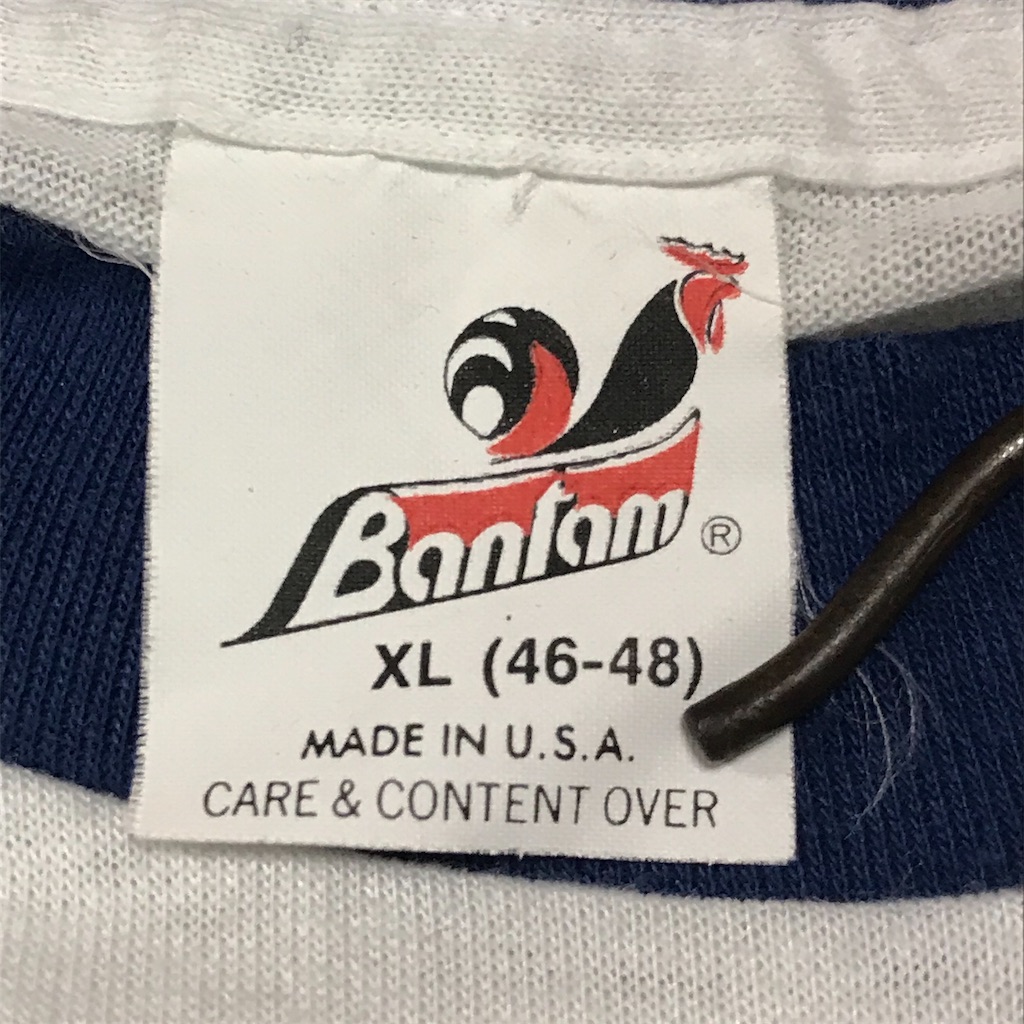 Bantam ®
XL (46-48)
MADE IN U.S.A.
CARE & CONTENT OVER